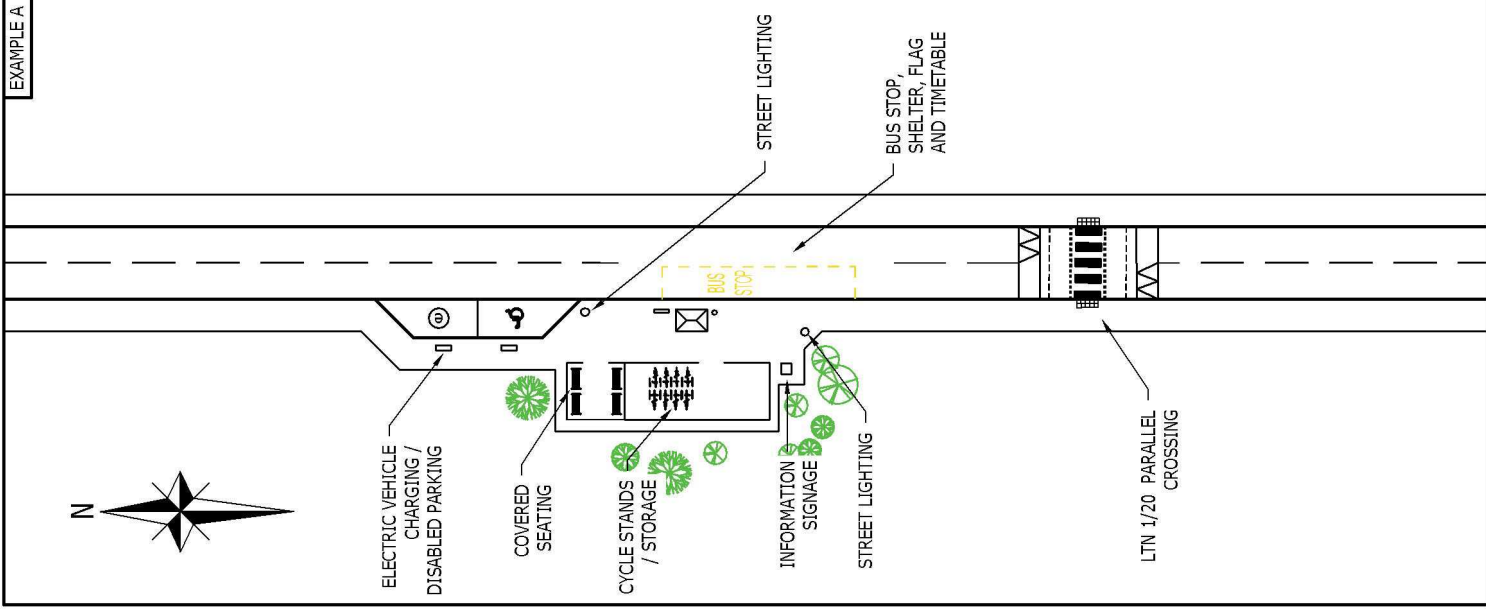 EXAMPLE A
N
ELECTRIC VEHICLE
CHARGING /
DISABLED PARKING
COVERED
SEATING
CYCLE STANDS
/ STORAGE
INFORMATION
SIGNAGE
STREET LIGHTING
LTN 1/20 PARALLEL
CROSSING
e
BUS
STOP
STREET LIGHTING
BUS STOP,
SHELTER, FLAG
AND TIMETABLE